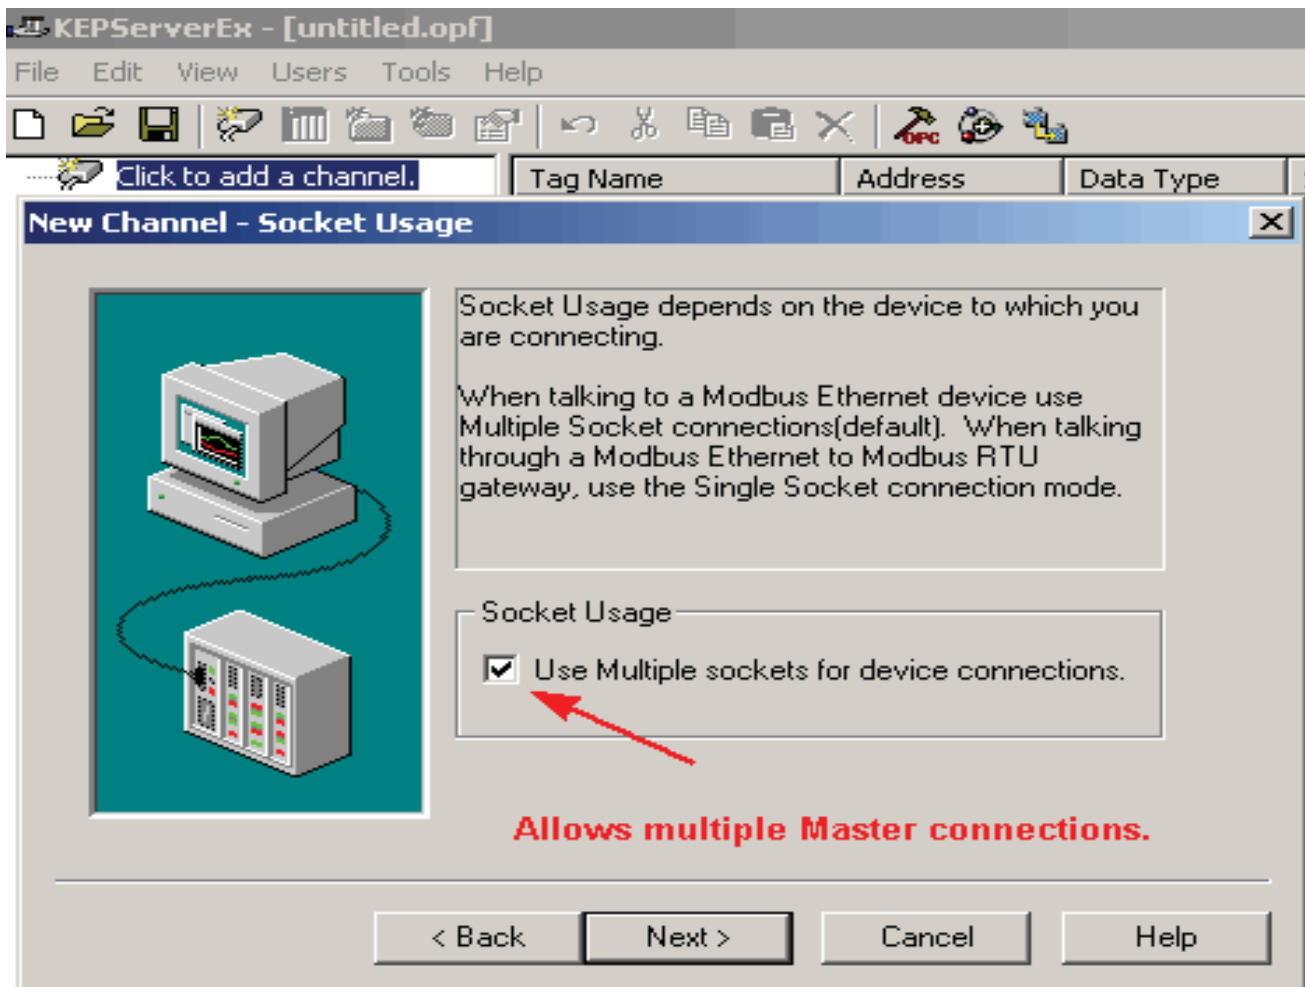 KEPServerEx - [untitled.opf]
File Edit View Users Tools Help
OPC
Click to add a channel.
Tag Name Address Data Type
New Channel - Socket Usage
Socket Usage depends on the device to which you
are connecting.
When talking to a Modbus Ethernet device use
Multiple Socket connections(default). When talking
through a Modbus Ethernet to Modbus RTU
gateway, use the Single Socket connection mode.
Socket Usage
Use Multiple sockets for device connections.
Allows multiple Master connections.
< Back Next > Cancel Help